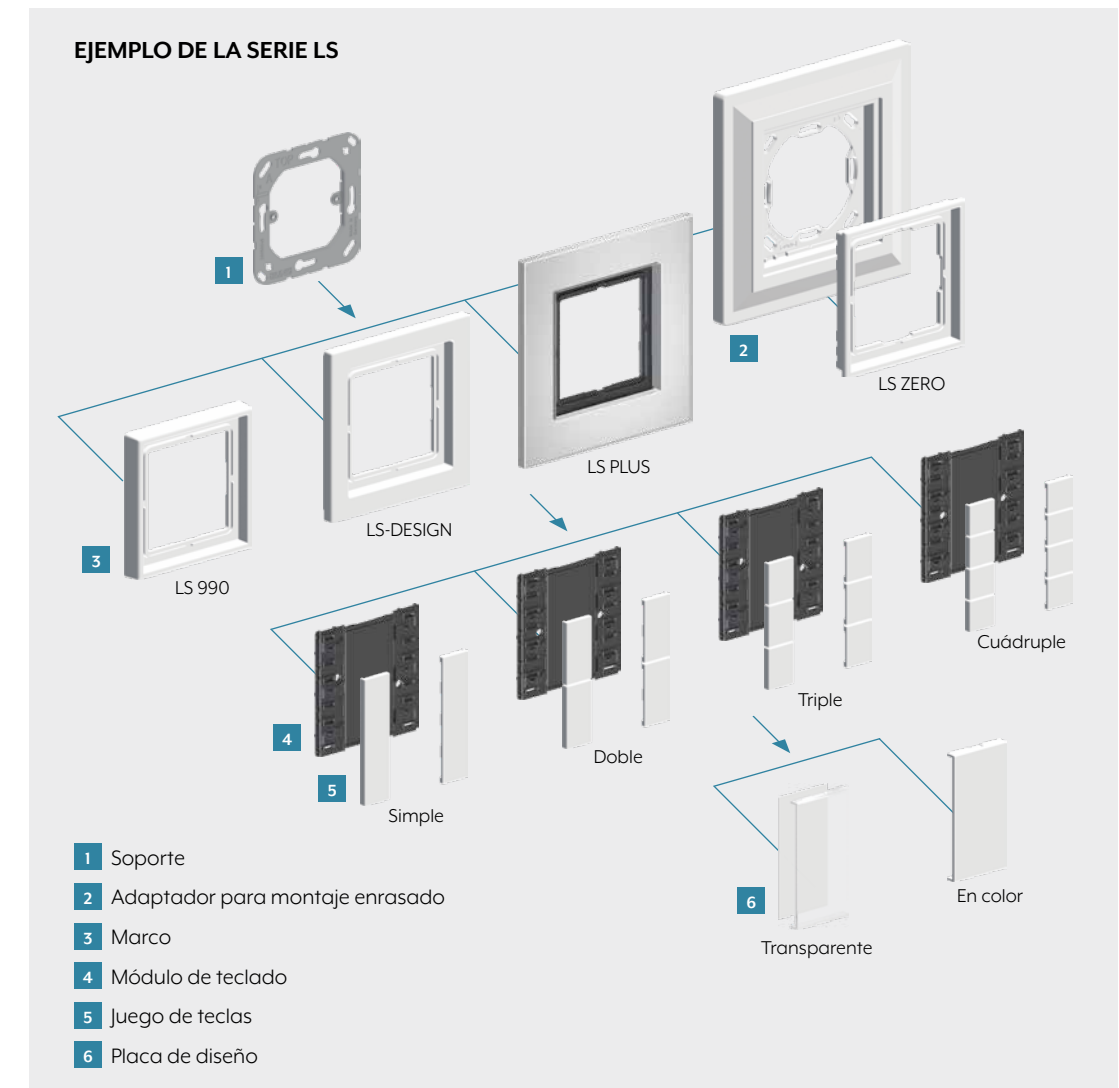 EJEMPLO DE LA SERIE LS
1
2
LS ZERO
LS PLUS
LS-DESIGN
3
LS 990
Cuádruple
Triple
4
Doble
5
Simple
1 Soporte
2 Adaptador para montaje enrasado
3 Marco
4 Módulo de teclado
5 Juego de teclas
6 Placa de diseño
6
En color
Transparente
TOP